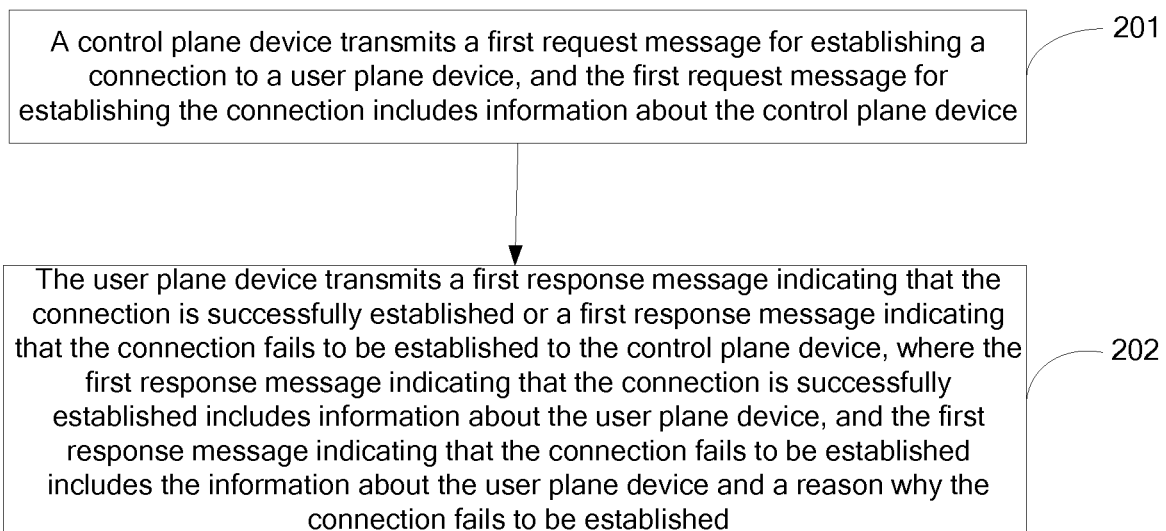 A control plane device transmits a first request message for establishing a
connection to a user plane device, and the first request message for
establishing the connection includes information about the control plane device
201
The user plane device transmits a first response message indicating that the
connection is successfully established or a first response message indicating
that the connection fails to be established to the control plane device, where the
first response message indicating that the connection is successfully
established includes information about the user plane device, and the first
response message indicating that the connection fails to be established
includes the information about the user plane device and a reason why the
connection fails to be established
202